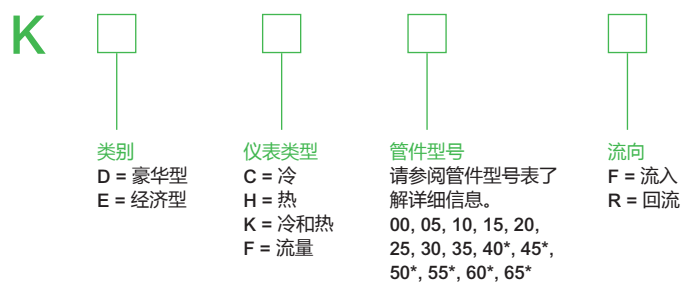 K
类别
D = 豪华型
E = 经济型
仪表类型
C = 冷
H = 热
K = 冷和热
F = 流量
管件型号
请参阅管件型号表了
解详细信息。
00, 05, 10, 15, 20,
25, 30, 35, 40*, 45*,
50*, 55*, 60*, 65*
流向
F = 流入
R = 回流